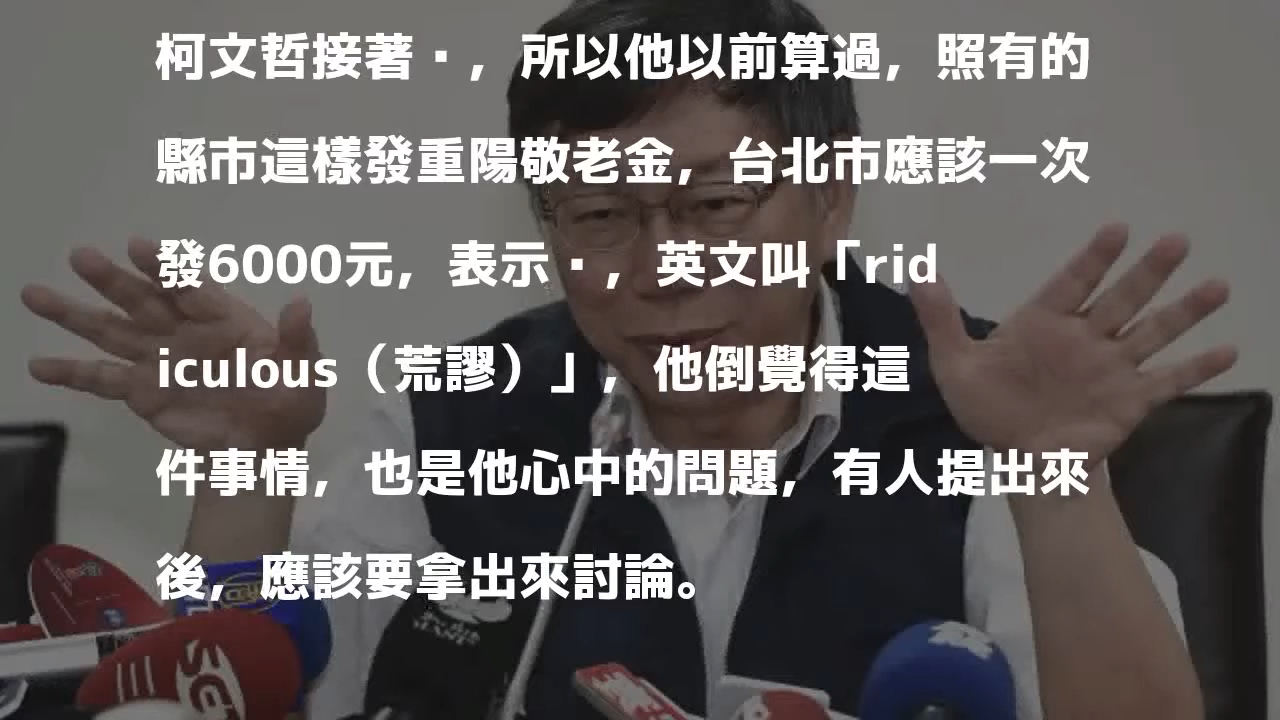 柯文哲接著▪，所以他以前算過，照有的
縣市這樣發重陽敬老金，台北市應該一次
發6000元，表示▪，英文叫「rid
iculous（荒謬）」，他倒覺得這
件事情，也是他心中的問題，有人提出來
後，應該要拿出來討論。